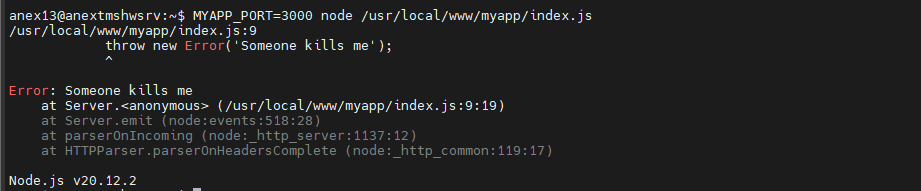 anex13@anextmshwsrv:~$ MYAPP_PORT=3000 node /usr/local/www/myapp/index.js
/usr/local/www/myapp/index.js:9
            throw new Error('Someone kills me');
            ^

Error: Someone kills me
    at Server.<anonymous> (/usr/local/www/myapp/index.js:9:19)
    at Server.emit (node:events:518:28)
    at parserOnIncoming (node:_http_server:1137:12)
    at HTTPParser.parserOnHeadersComplete (node:_http_common:119:17)

Node.js v20.12.2